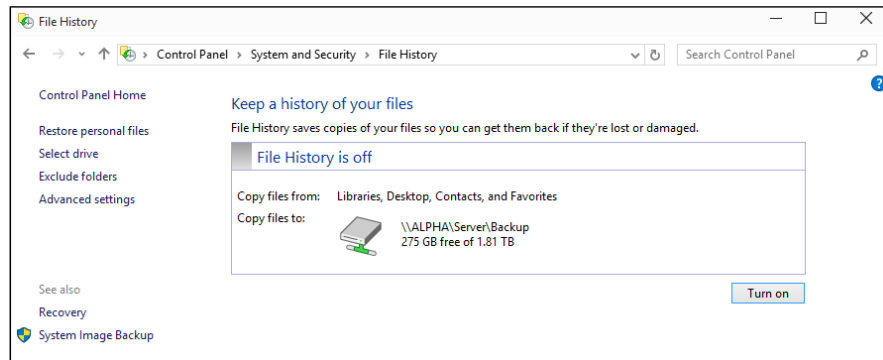 File History
Control Panel > System and Security > File History
Search Control Panel
Control Panel Home
Restore personal files
Select drive
Exclude folders
Advanced settings
See also
Recovery
System Image Backup
?
Keep a history of your files
File History saves copies of your files so you can get them back if they're lost or damaged.
File History is off
Copy files from: Libraries, Desktop, Contacts, and Favorites
Copy files to:
\\ALPHA\Server\Backup
275 GB free of 1.81 TB
Turn on